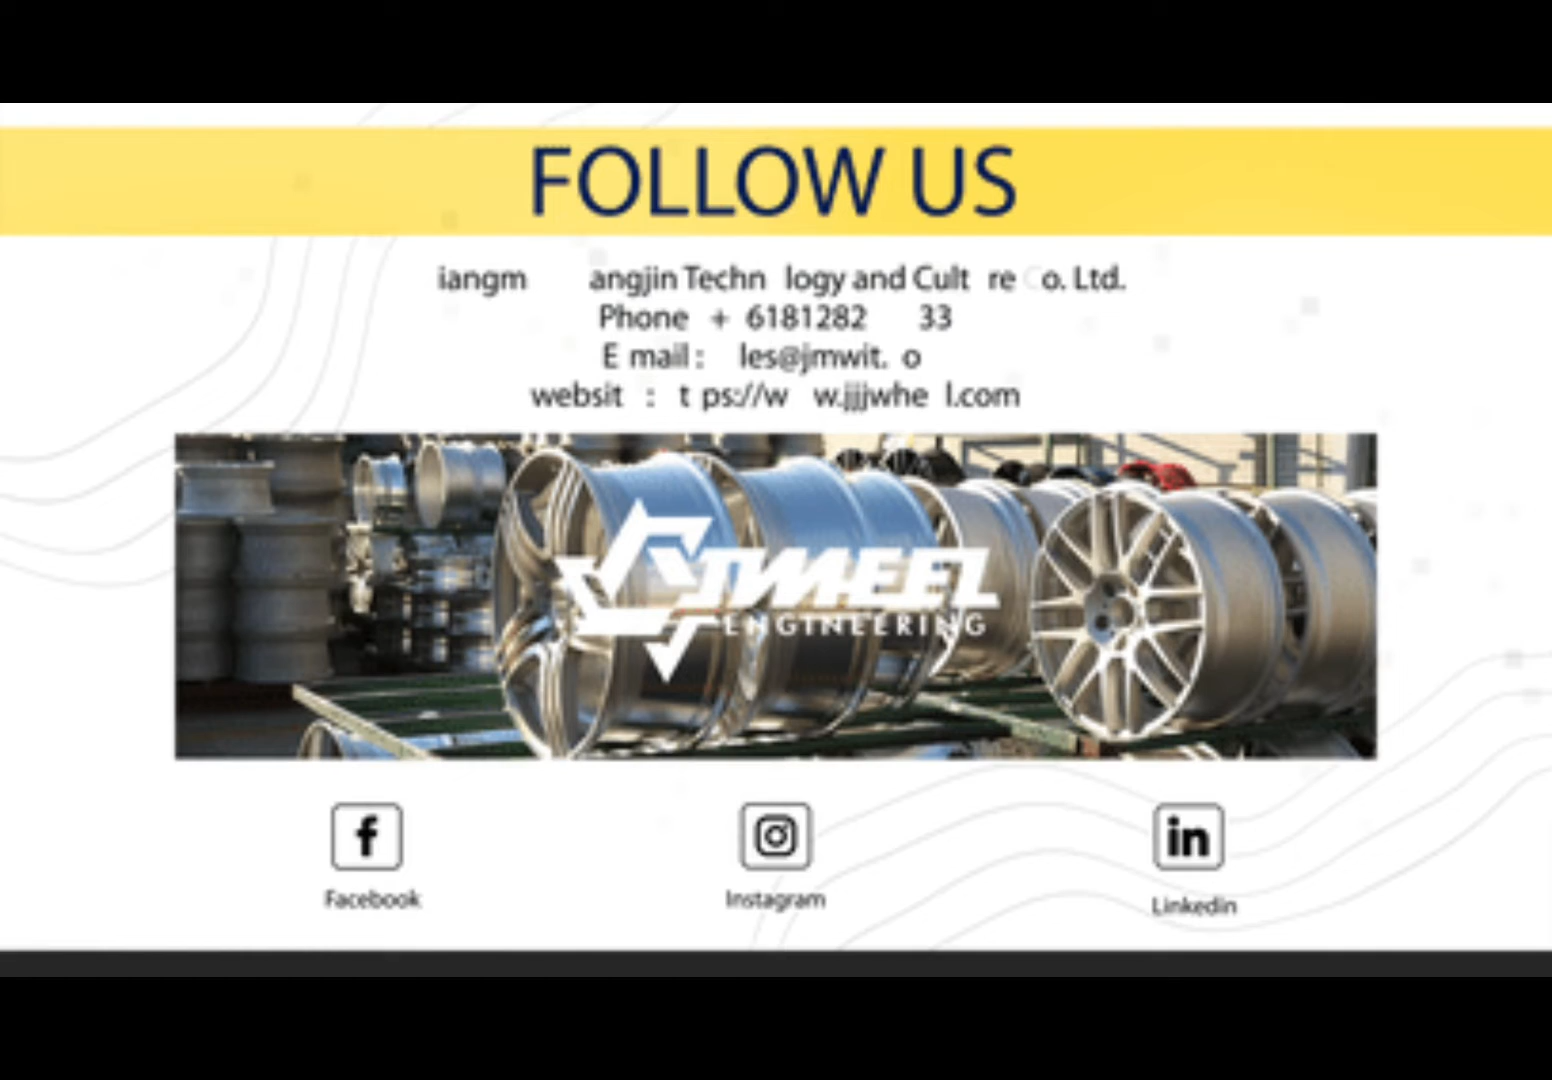 FOLLOW US
iangm angjin Techn logy and Cult re Co. Ltd.
Phone + 6181282 33
E mail : les@jmwit. o
websit : t ps://w w.jjjwhe l.com
JWHEEL
ENGINEERING
Facebook
Instagram
Linkedin